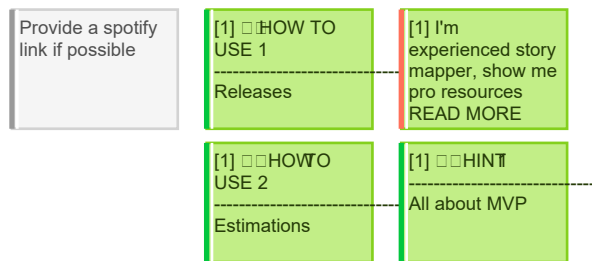 Provide a spotify
link if possible
[1] □□HOW TO
USE 1
----------------------------
Releases
[1] I'm
experienced story
mapper, show me
pro resources
READ MORE
[1] □□HOWTO
USE 2
----------------------------
Estimations
[1] □□HINT
----------------------------
All about MVP